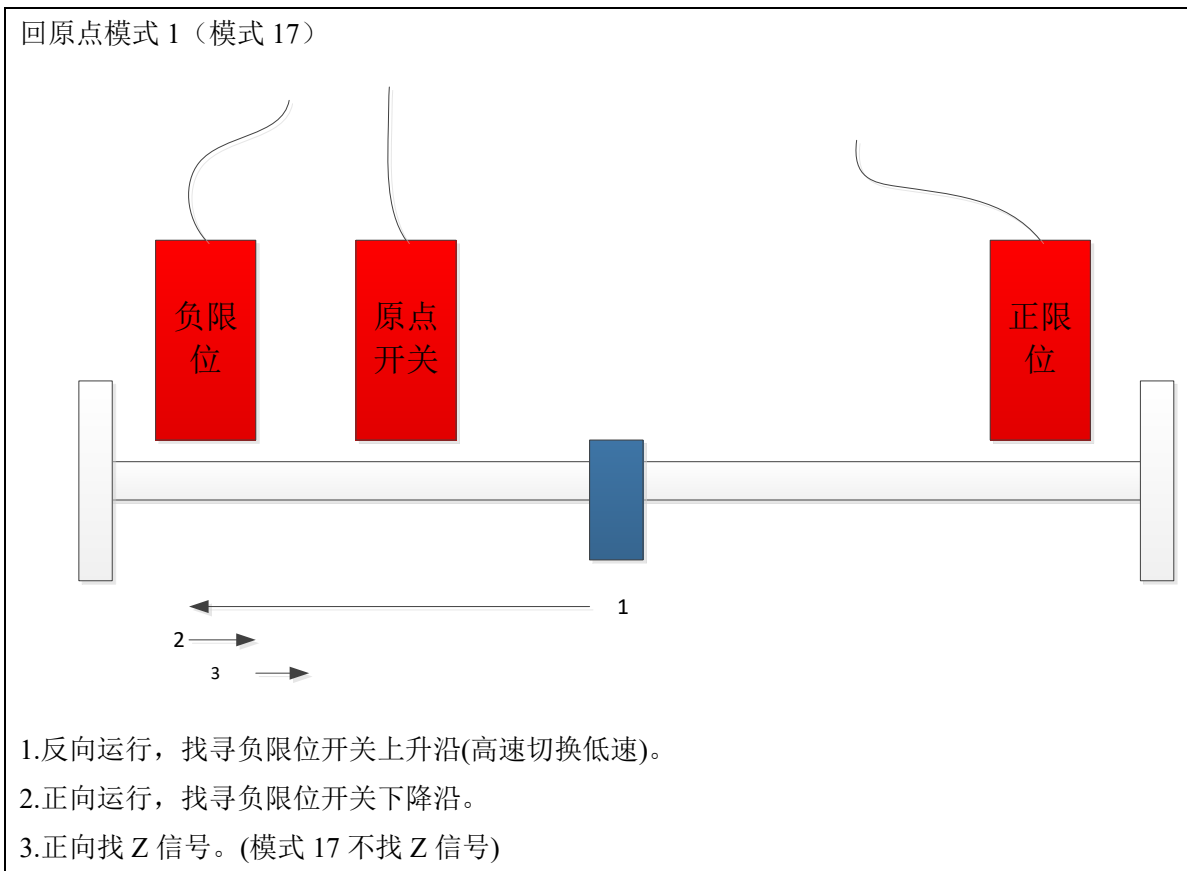 回原点模式 1（模式 17）
负限
位
原点
开关
正限
位
1
2
3
1.反向运行，找寻负限位开关上升沿(高速切换低速)。
2.正向运行，找寻负限位开关下降沿。
3.正向找 Z 信号。(模式 17 不找 Z 信号)